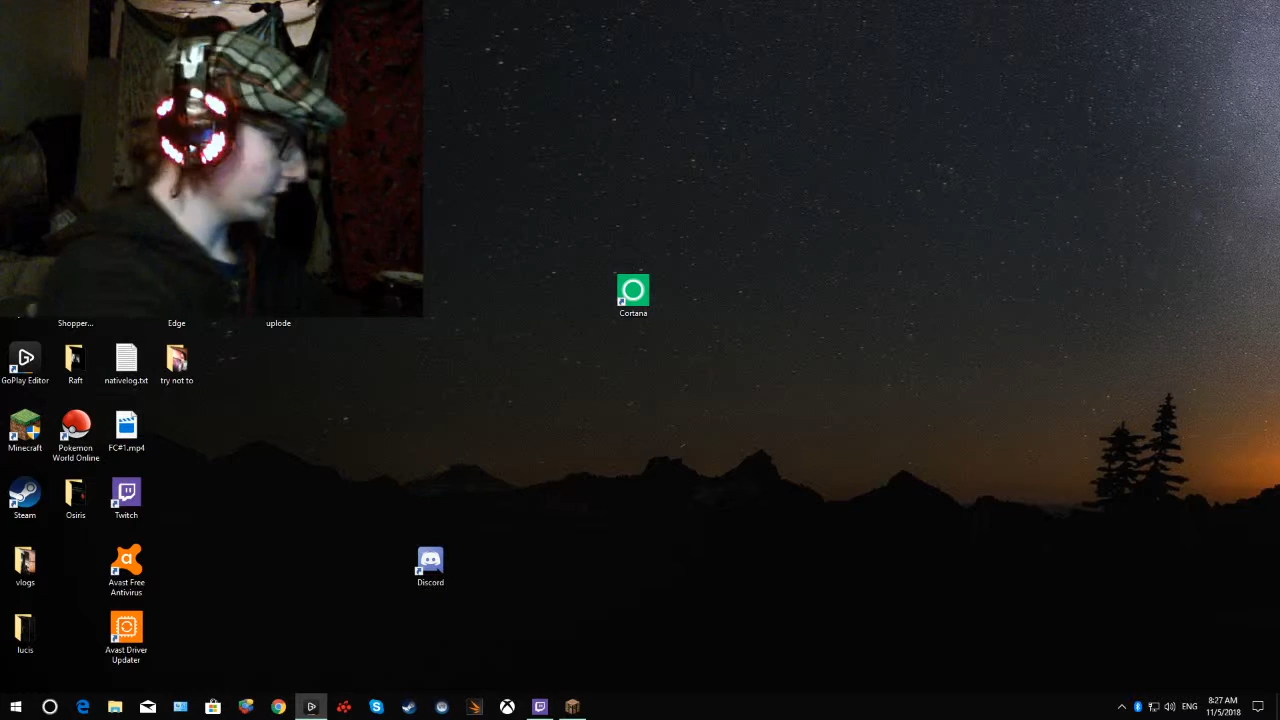 Shopper...
Edge
uplode
Cortana
GoPlay Editor
Raft
nativelog.txt
try not to
Minecraft
Pokemon
World Online
FC#1.mp4
Steam
Osiris
Twitch
vlogs
Avast Free
Antivirus
Discord
lucis
Avast Driver
Updater
ENG
8:27 AM
11/5/2018